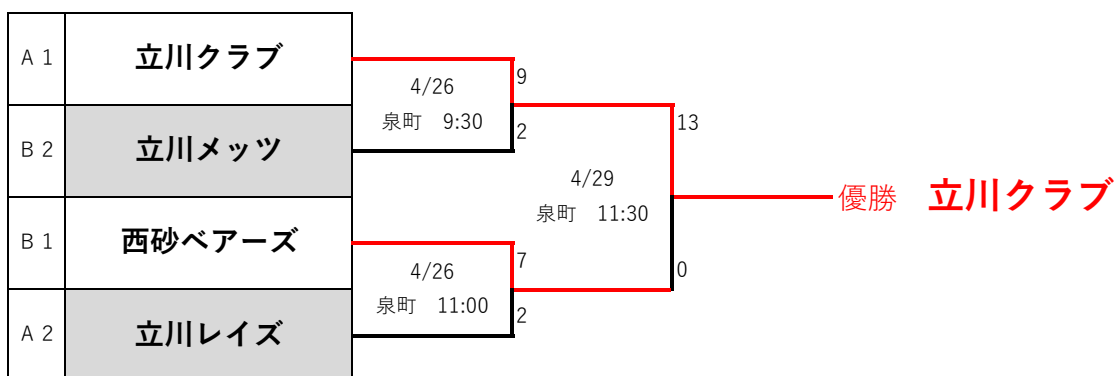 A 1 立川クラブ
4/26
泉町 9:30
9
2
B 2 立川メッツ
13
4/29
泉町 11:30
優勝 立川クラブ
B 1 西砂ベアーズ
4/26
泉町 11:00
7
2
0
A 2 立川レイズ